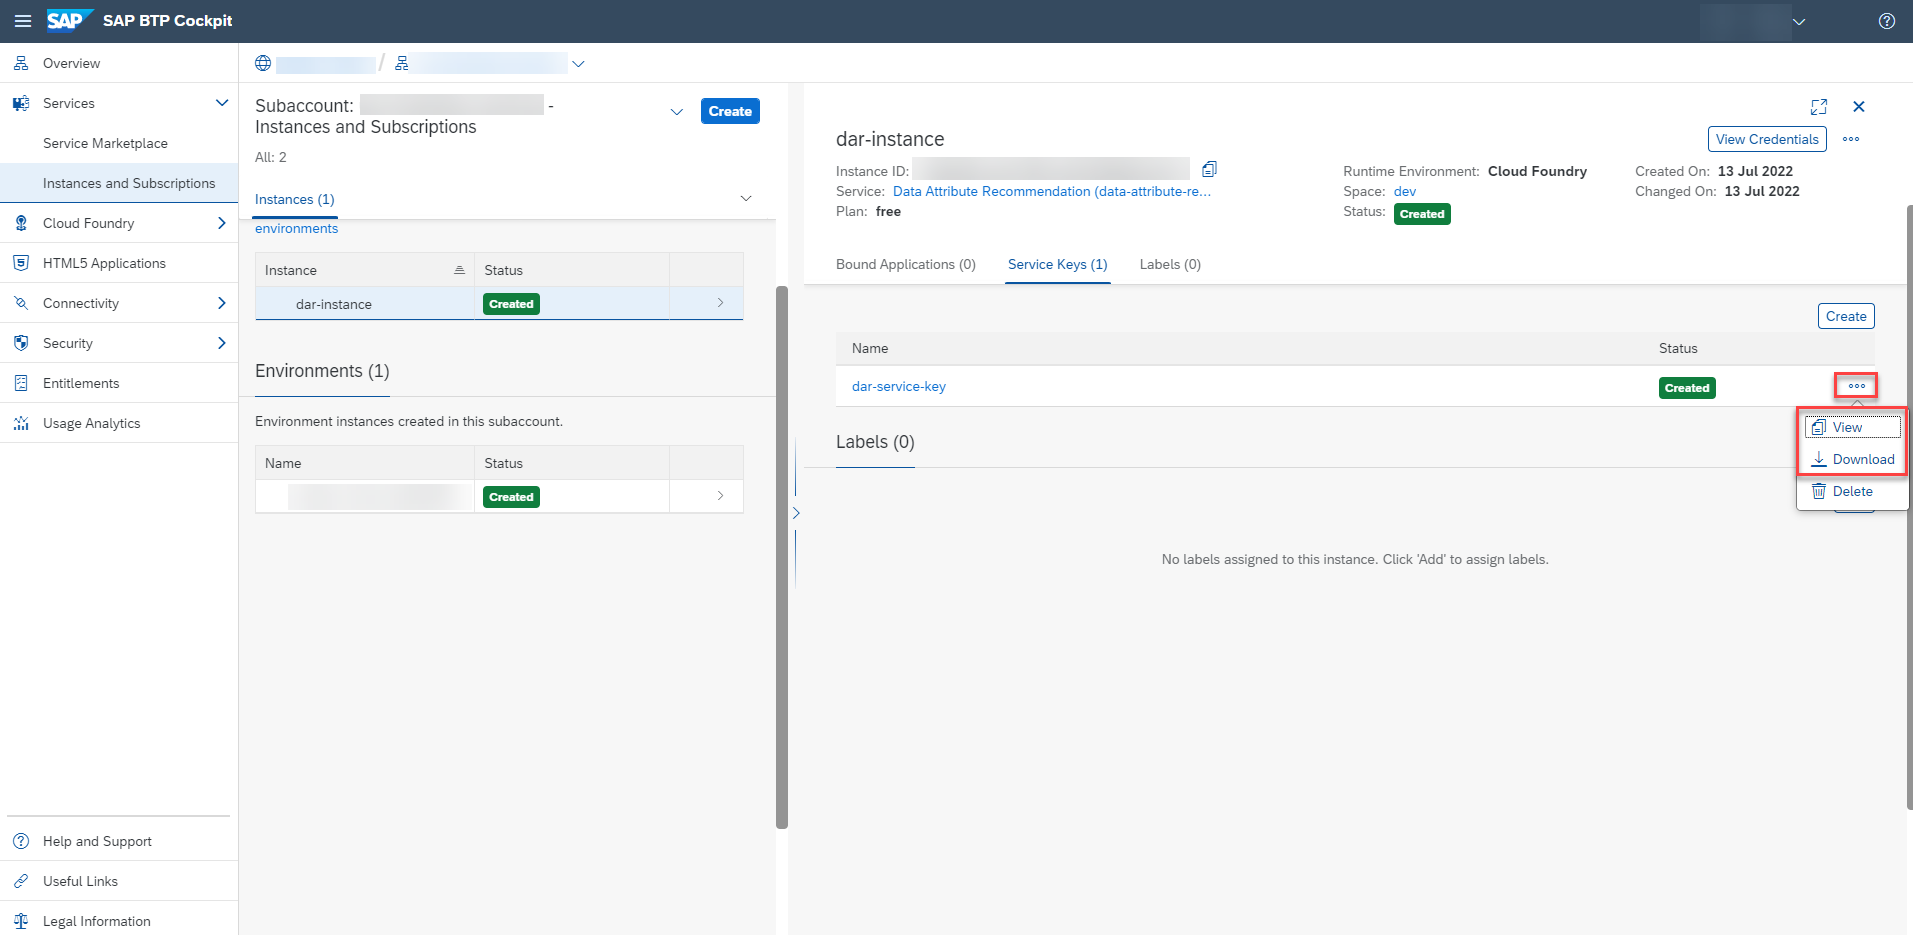 SAP SAP BTP Cockpit
Overview
Services
Service Marketplace
Instances and Subscriptions
Cloud Foundry
HTML5 Applications
Connectivity
Security
Entitlements
Usage Analytics
Help and Support
Useful Links
Legal Information
/
Subaccount: -
Instances and Subscriptions
Create
All: 2
Instances (1)
environments
Instance Status
dar-instance Created
Environments (1)
Environment instances created in this subaccount.
Name Status
Created
dar-instance
View Credentials
Instance ID:
Service: Data Attribute Recommendation (data-attribute-re...
Plan: free
Runtime Environment: Cloud Foundry
Space: dev
Status: Created
Created On: 13 Jul 2022
Changed On: 13 Jul 2022
Bound Applications (0) Service Keys (1) Labels (0)
Create
Name Status
dar-service-key Created
View
Download
Delete
Labels (0)
No labels assigned to this instance. Click 'Add' to assign labels.